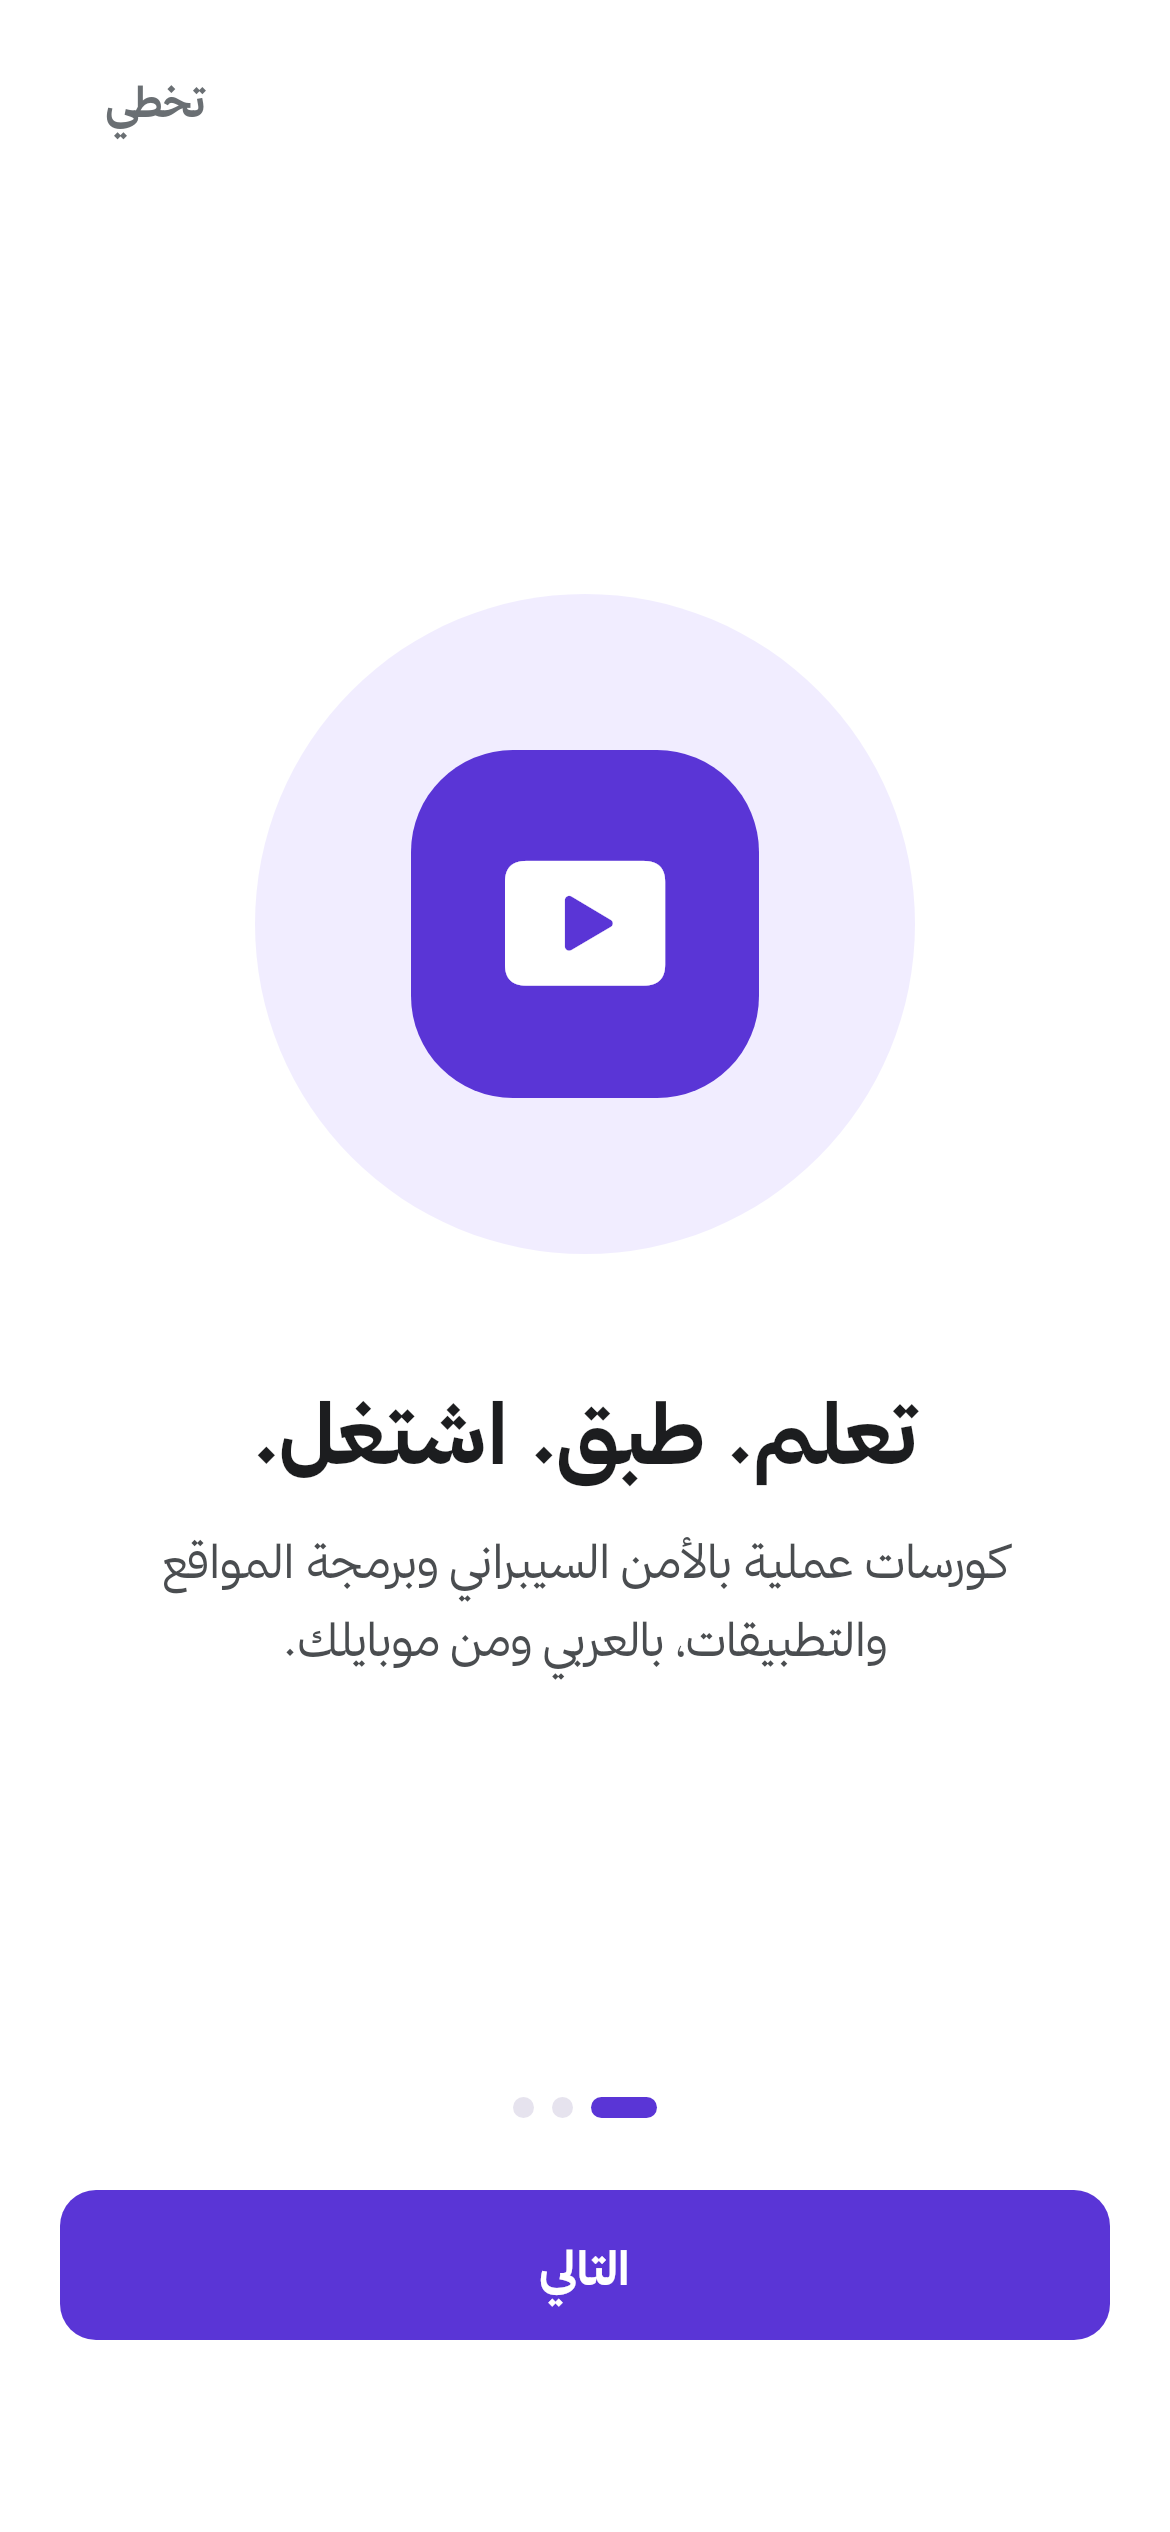 تخطي
تعلم. طبق. اشتغل.
كورسات عملية بالأمن السيبراني وبرمجة المواقع
والتطبيقات، بالعربي ومن موبايلك.
التالي